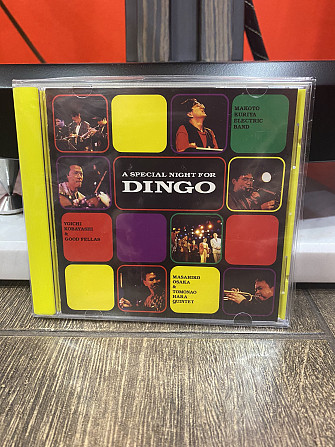 MAKOTO
KURIYA
ELECTRIC
BAND
A SPECIAL NIGHT FOR
DINGO
YOICHI
KOBAYASHI
&
GOOD FELLAS
MASAHIKO
OSAKA
&
TOMONAO
HARA
QUINTET